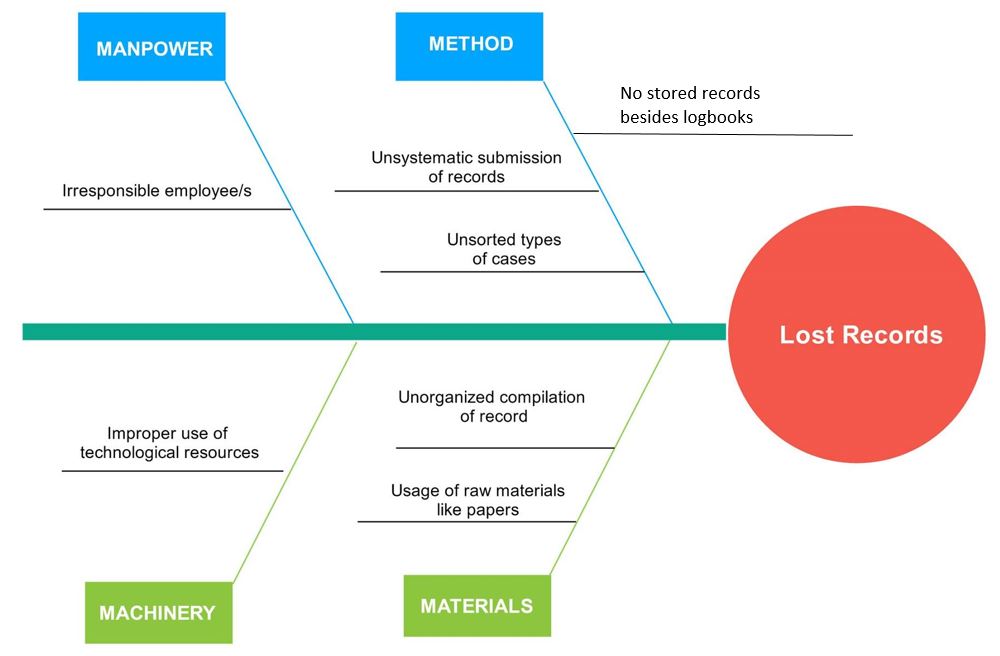 MANPOWER
METHOD
No stored records
besides logbooks
Unsystematic submission
of records
Irresponsible employee/s
Unsorted types
of cases
Lost Records
Unorganized compilation
of record
Improper use of
technological resources
Usage of raw materials
like papers
MACHINERY
MATERIALS